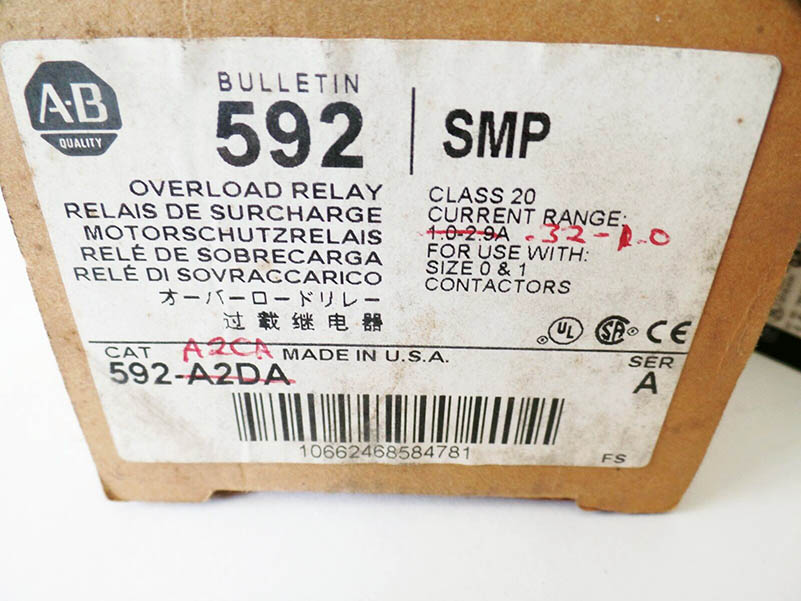 A-B
QUALITY
BULLETIN
592
SMP
OVERLOAD RELAY
RELAIS DE SURCHARGE
MOTORSCHUTZRELAIS
RELÉ DE SOBRECARGA
RELÉ DI SOVRACCARICO
オーバーロードリレー
过载继电器
CLASS 20
CURRENT RANGE:
1.0-2.9A .32-1.0
FOR USE WITH:
SIZE 0 & 1
CONTACTORS
UL SA CE
CAT A2CA MADE IN U.S.A.
592-A2DA
SER
A
10662468584781
FS